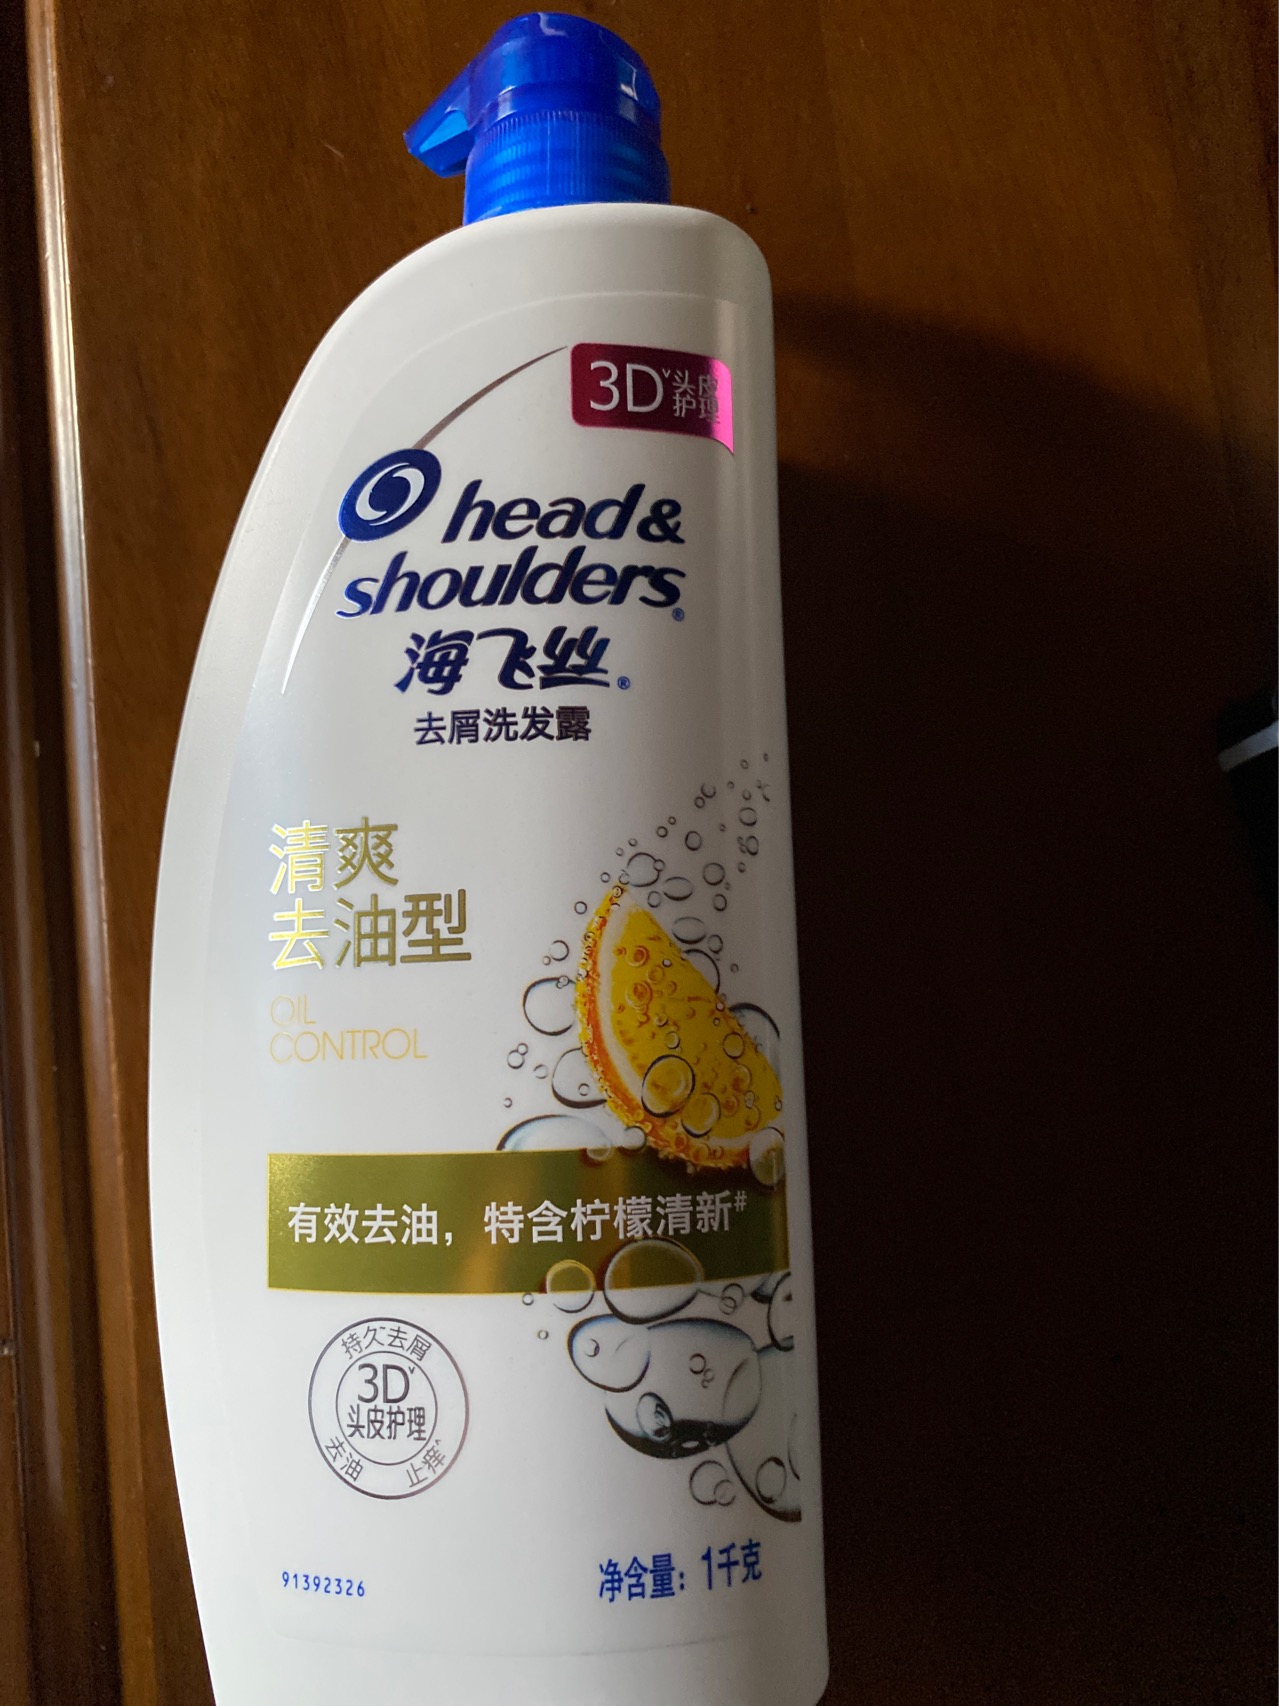 3D˅头皮
护理
head &
shoulders®
海飞丝®
去屑洗发露
清爽
去油型
OIL
CONTROL
有效去油，特含柠檬清新#
持久去屑
3D˅
头皮护理
去油 止痒^
91392326
净含量：1千克